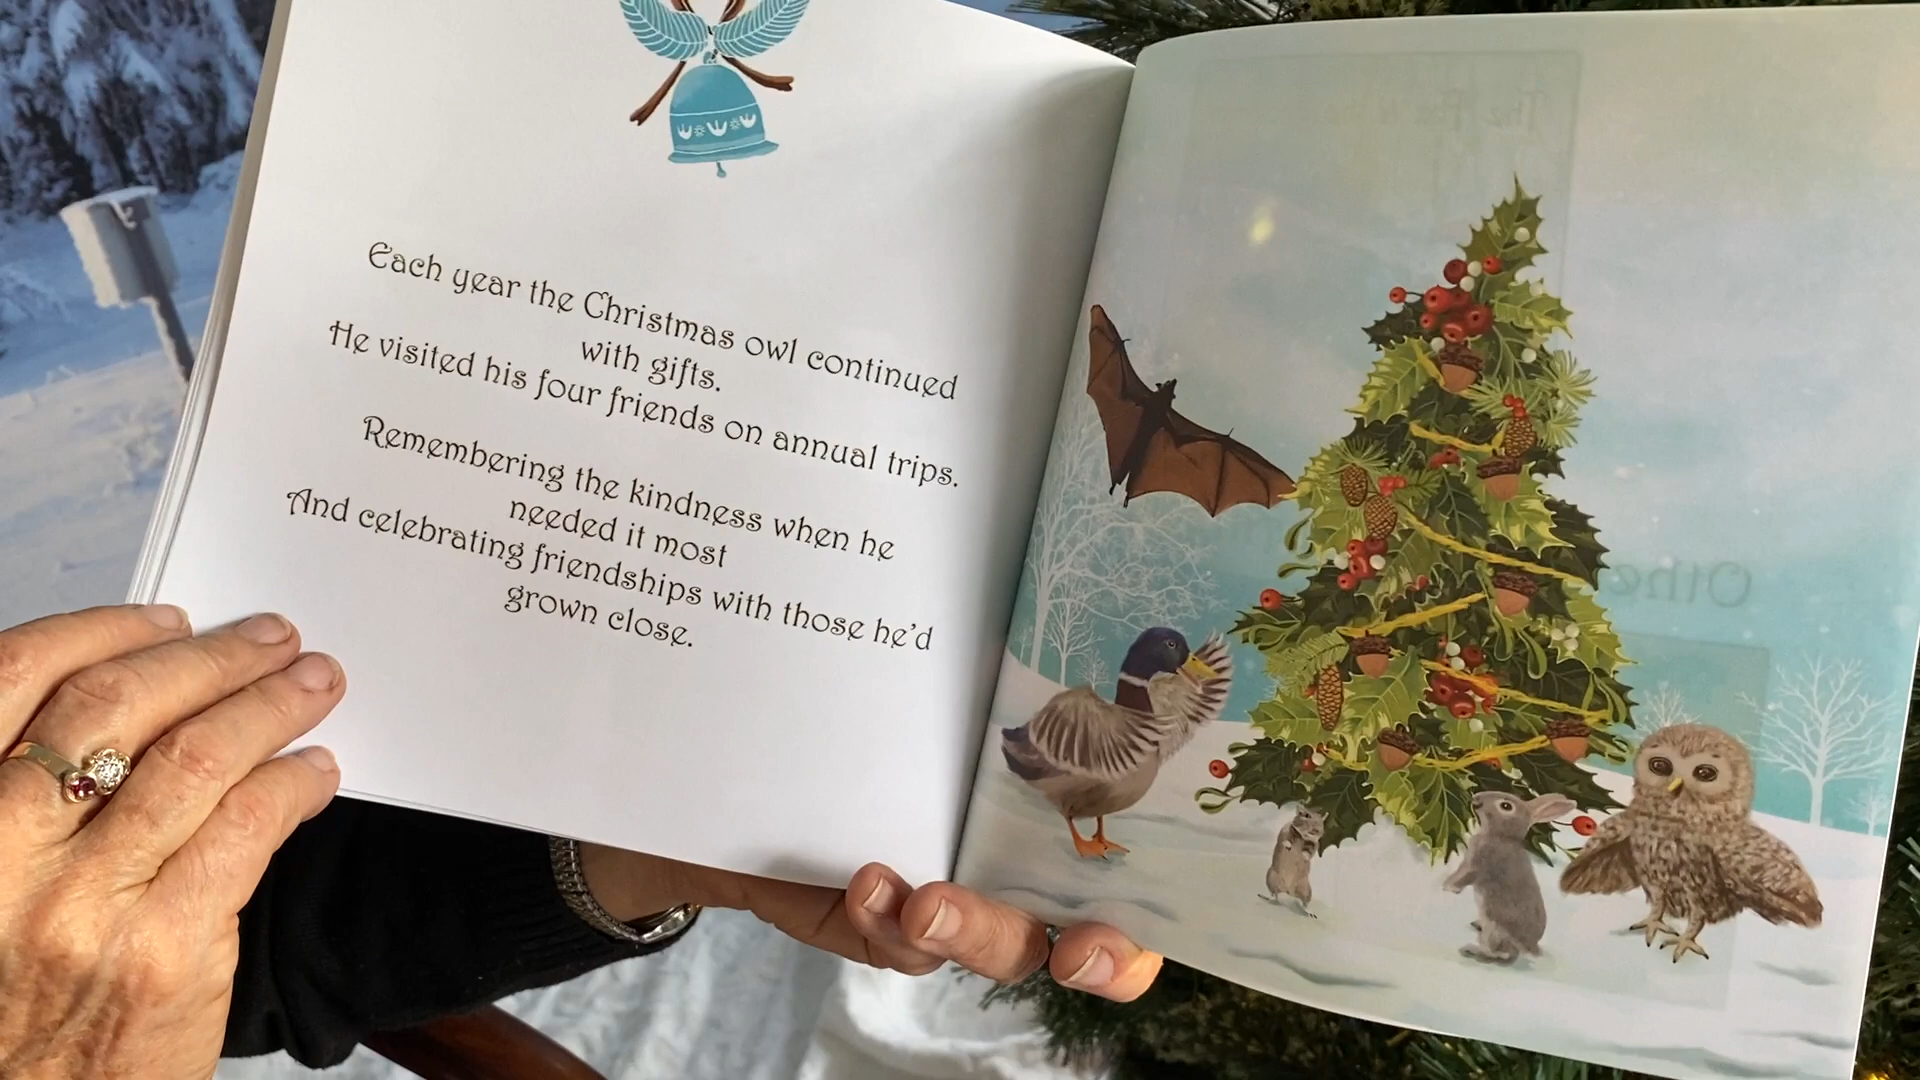 Each year the Christmas owl continued
with gifts.
He visited his four friends on annual trips.
Remembering the kindness when he
needed it most
And celebrating friendships with those he'd
grown close.